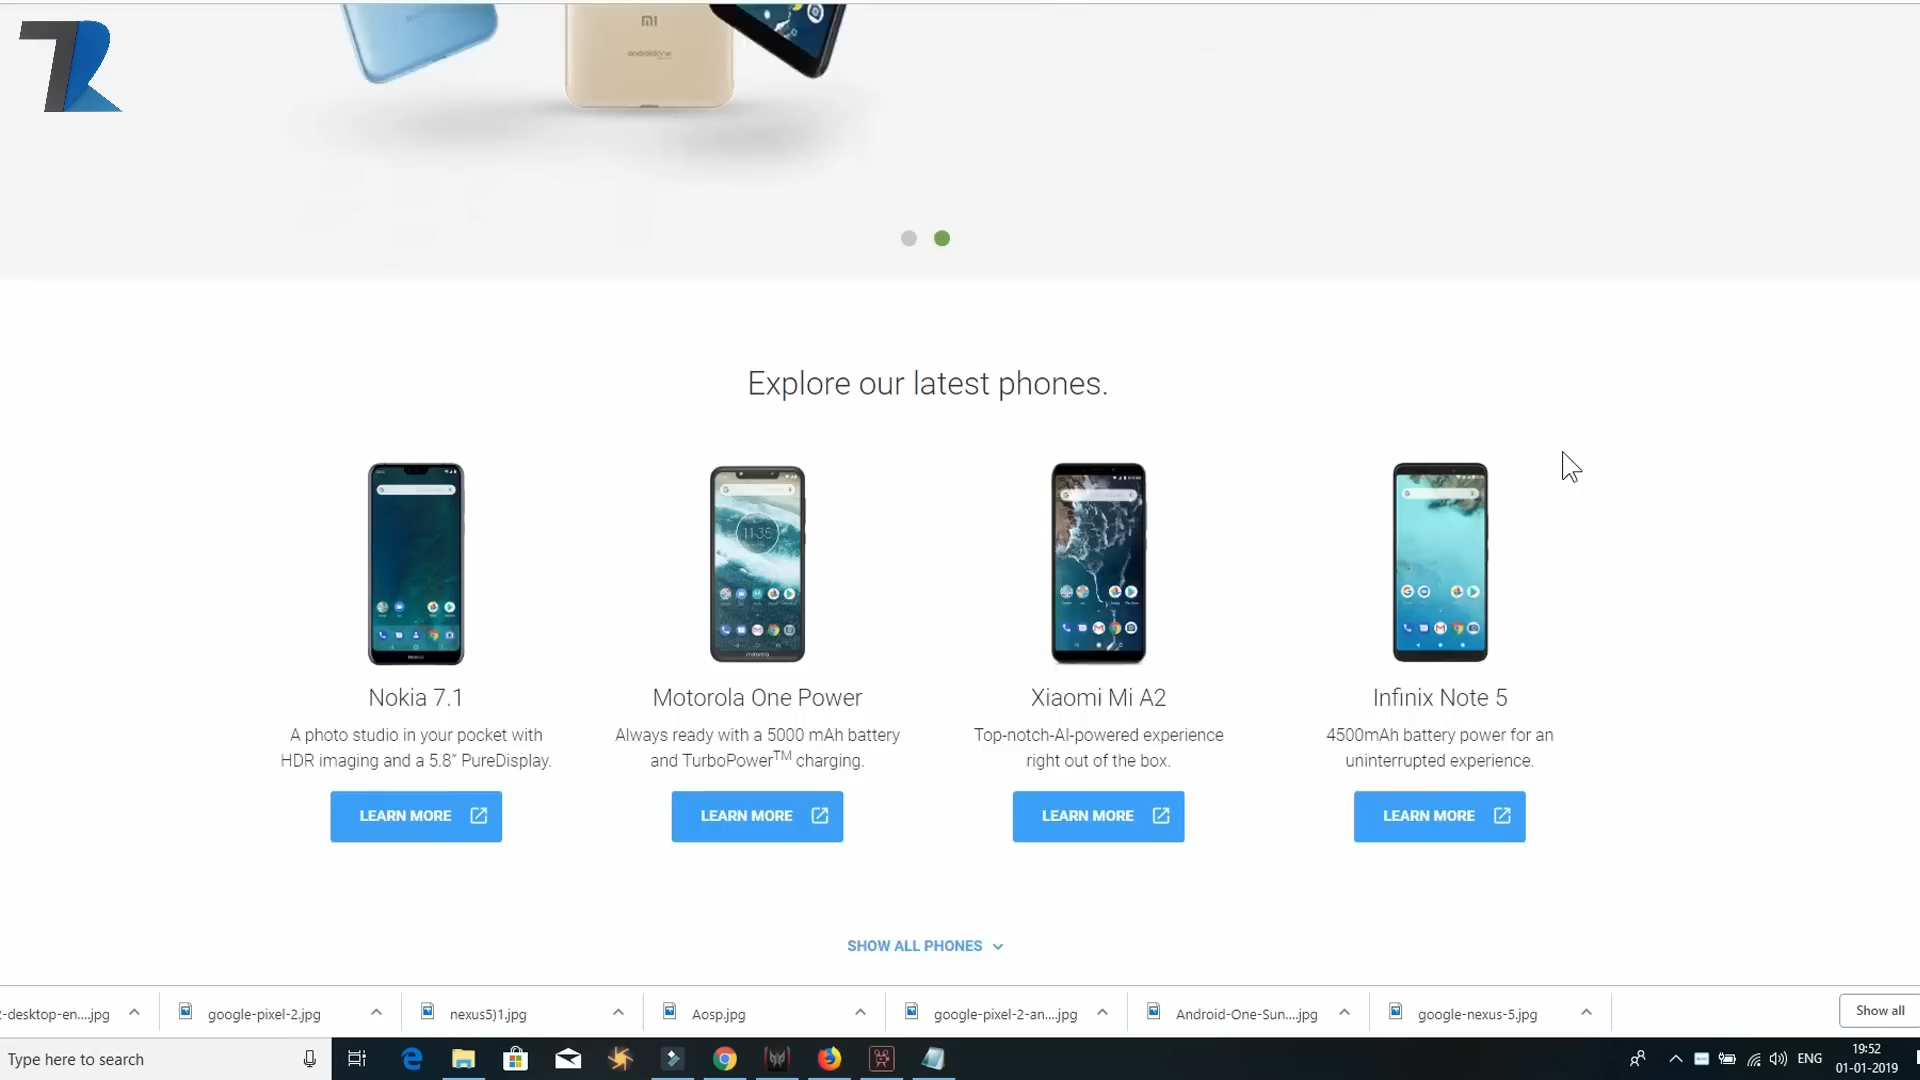 mi
androidone
Explore our latest phones.
11:35
motorola
Nokia 7.1
A photo studio in your pocket with
HDR imaging and a 5.8” PureDisplay.
LEARN MORE
Motorola One Power
Always ready with a 5000 mAh battery
and TurboPowerTM charging.
LEARN MORE
Xiaomi Mi A2
Top-notch-AI-powered experience
right out of the box.
LEARN MORE
Infinix Note 5
4500mAh battery power for an
uninterrupted experience.
LEARN MORE
SHOW ALL PHONES
-desktop-en....jpg
google-pixel-2.jpg
nexus5)1.jpg
Aosp.jpg
google-pixel-2-an....jpg
Android-One-Sun....jpg
google-nexus-5.jpg
Show all
Type here to search
ENG
19:52
01-01-2019